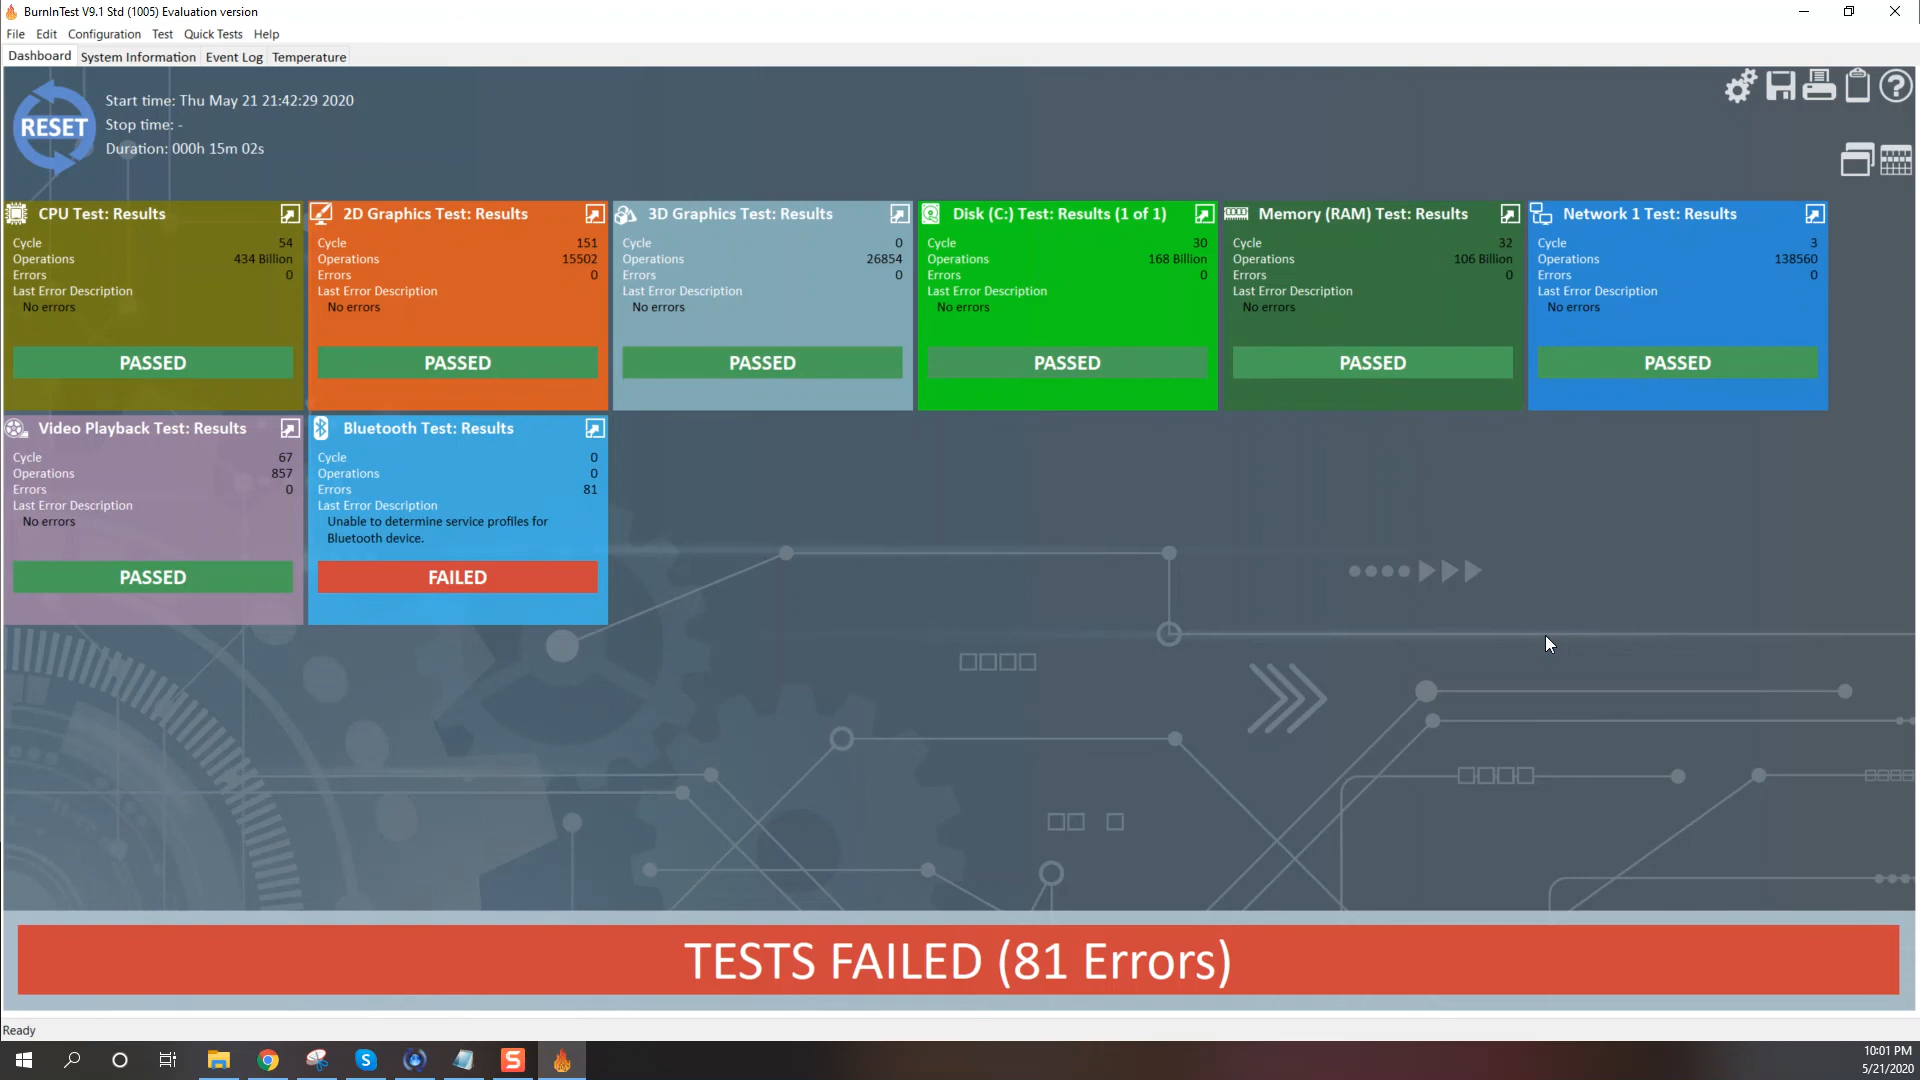 BurnInTest V9.1 Std (1005) Evaluation version
File Edit Configuration Test Quick Tests Help
Dashboard System Information Event Log Temperature
RESET
Start time: Thu May 21 21:42:29 2020
Stop time: -
Duration: 000h 15m 02s
CPU Test: Results
Cycle 54
Operations 434 Billion
Errors 0
Last Error Description
No errors
PASSED
2D Graphics Test: Results
Cycle 151
Operations 15502
Errors 0
Last Error Description
No errors
PASSED
3D Graphics Test: Results
Cycle 0
Operations 26854
Errors 0
Last Error Description
No errors
PASSED
Disk (C:) Test: Results (1 of 1)
Cycle 30
Operations 168 Billion
Errors 0
Last Error Description
No errors
PASSED
Memory (RAM) Test: Results
Cycle 32
Operations 106 Billion
Errors 0
Last Error Description
No errors
PASSED
Network 1 Test: Results
Cycle 3
Operations 138560
Errors 0
Last Error Description
No errors
PASSED
Video Playback Test: Results
Cycle 67
Operations 857
Errors 0
Last Error Description
No errors
PASSED
Bluetooth Test: Results
Cycle 0
Operations 0
Errors 81
Last Error Description
Unable to determine service profiles for
Bluetooth device.
FAILED
TESTS FAILED (81 Errors)
Ready
10:01 PM
5/21/2020